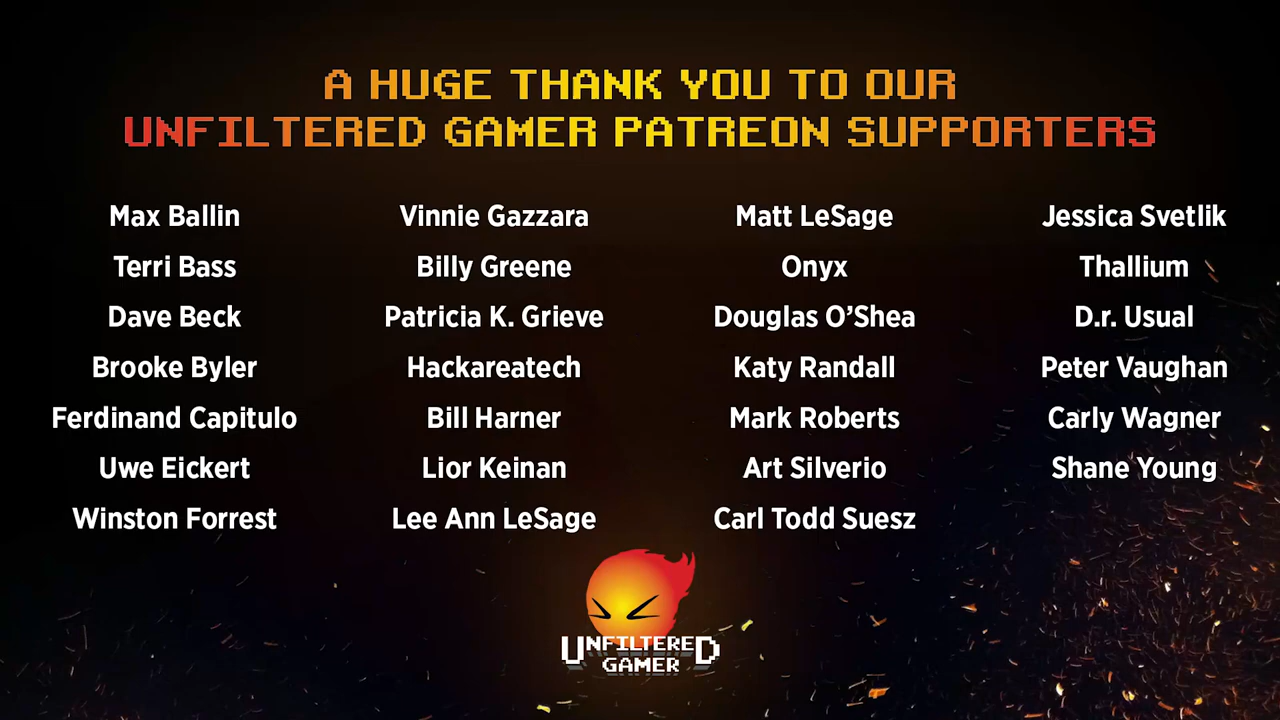 A HUGE THANK YOU TO OUR
UNFILTERED GAMER PATREON SUPPORTERS
Max Ballin
Terri Bass
Dave Beck
Brooke Byler
Ferdinand Capitulo
Uwe Eickert
Winston Forrest
Vinnie Gazzara
Billy Greene
Patricia K. Grieve
Hackareatech
Bill Harner
Lior Keinan
Lee Ann LeSage
Matt LeSage
Onyx
Douglas O’Shea
Katy Randall
Mark Roberts
Art Silverio
Carl Todd Suesz
Jessica Svetlik
Thallium
D.r. Usual
Peter Vaughan
Carly Wagner
Shane Young
UNFILTERED
GAMER